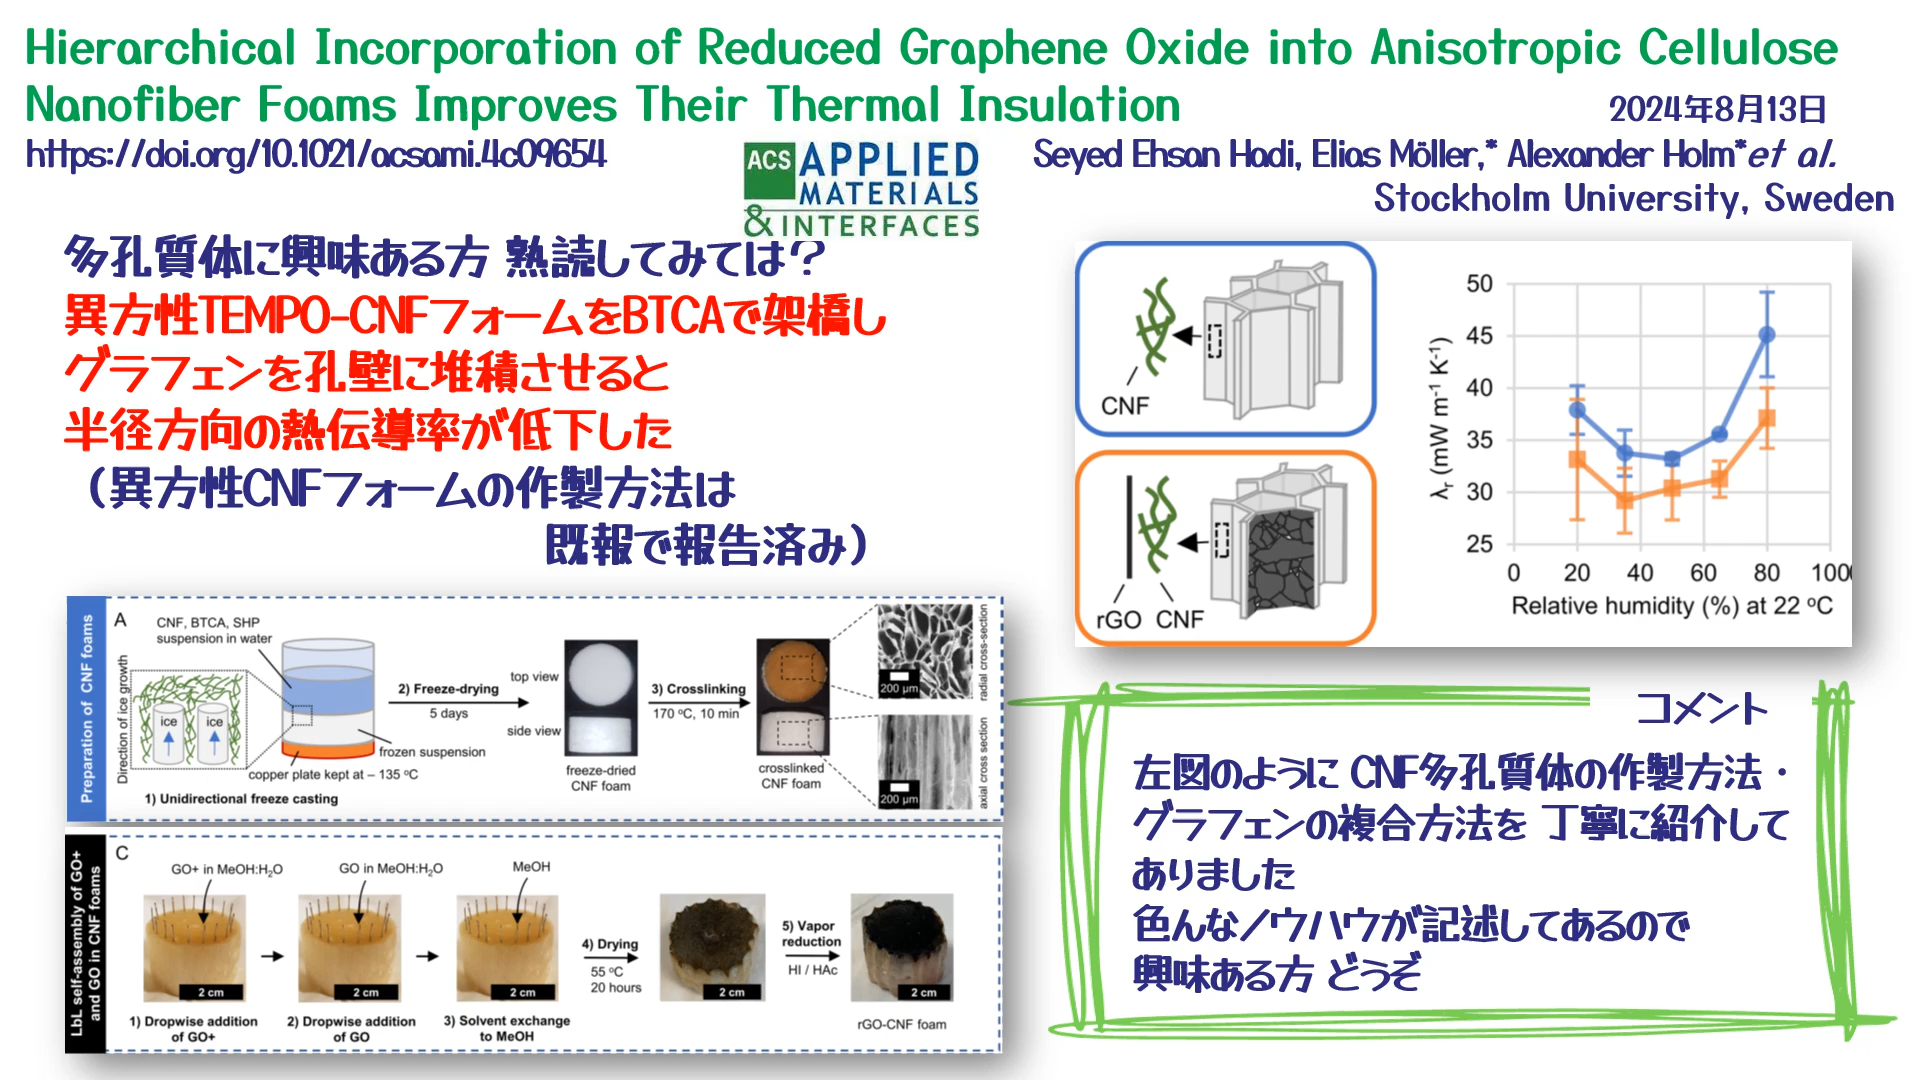 Hierarchical Incorporation of Reduced Graphene Oxide into Anisotropic Cellulose
Nanofiber Foams Improves Their Thermal Insulation
2024年8月13日
https://doi.org/10.1021/acsami.4c09654
ACS APPLIED
MATERIALS
& INTERFACES
Seyed Ehsan Hadi, Elias Möller,* Alexander Holm* et al.
Stockholm University, Sweden
多孔質体に興味ある方 熟読してみては？
異方性TEMPO-CNFフォームをBTCAで架橋し
グラフェンを孔壁に堆積させると
半径方向の熱伝導率が低下した
（異方性CNFフォームの作製方法は
既報で報告済み）
CNF
rGO CNF
λr (mW m-1 K-1)
50
45
40
35
30
25
0 20 40 60 80 100
Relative humidity (%) at 22 oC
Preparation of CNF foams
A
CNF, BTCA, SHP
suspension in water
Direction of ice growth
ice ice
frozen suspension
copper plate kept at – 135 oC
1) Unidirectional freeze casting
2) Freeze-drying
5 days
top view
side view
freeze-dried
CNF foam
3) Crosslinking
170 oC, 10 min
crosslinked
CNF foam
200 μm
radial cross-section
200 μm
axial cross section
LbL self-assembly of GO+
and GO in CNF foams
C
GO+ in MeOH:H2O
GO in MeOH:H2O
MeOH
2 cm
2 cm
2 cm
1) Dropwise addition
of GO+
2) Dropwise addition
of GO
3) Solvent exchange
to MeOH
4) Drying
55 oC
20 hours
2 cm
5) Vapor
reduction
HI / HAc
2 cm
rGO-CNF foam
コメント
左図のように CNF多孔質体の作製方法・
グラフェンの複合方法を 丁寧に紹介して
ありました
色んなノウハウが記述してあるので
興味ある方 どうぞ